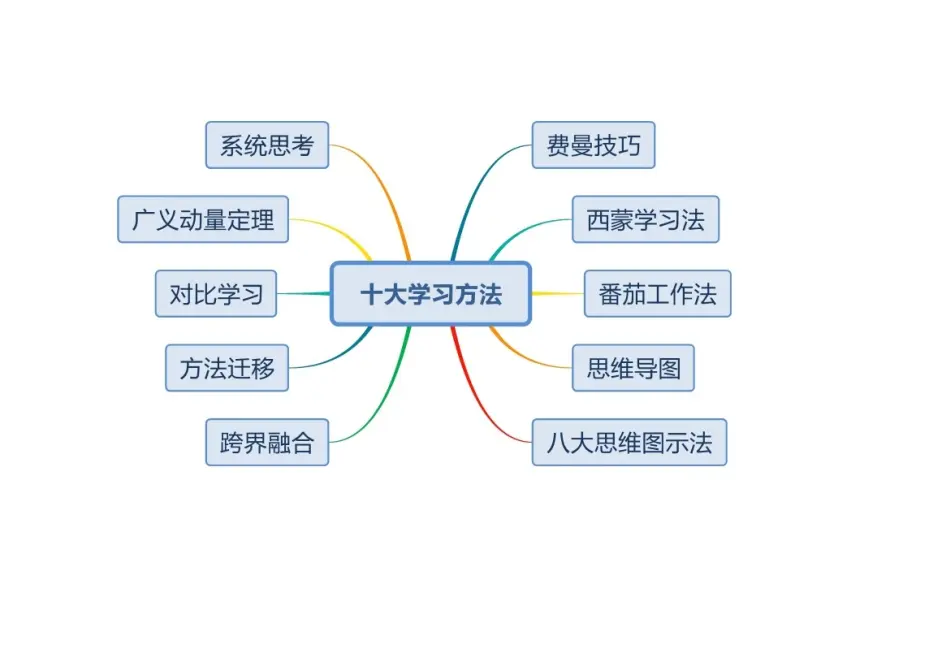 系统思考
费曼技巧
广义动量定理
西蒙学习法
对比学习
十大学习方法
番茄工作法
方法迁移
思维导图
跨界融合
八大思维图示法